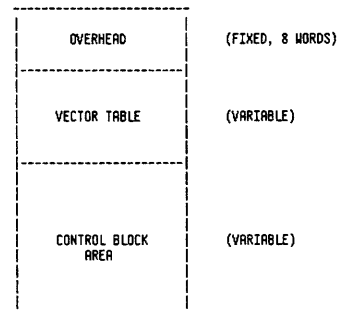 OVERHEAD (FIXED, 8 WORDS)
VECTOR TABLE (VARIABLE)
CONTROL BLOCK (VARIABLE)
AREA